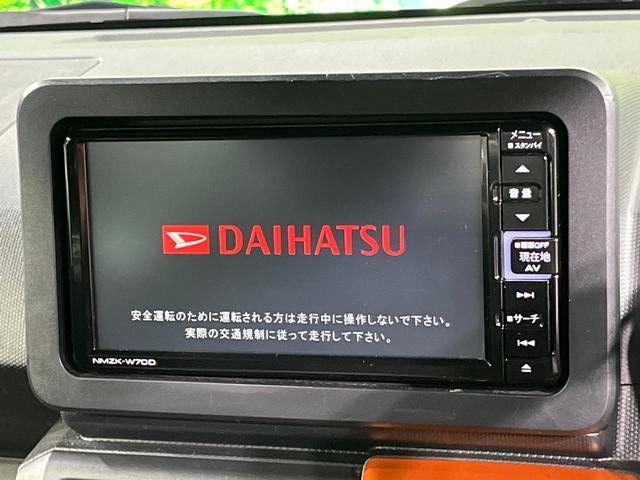 メニュー
スタンバイ
音量
DAIHATSU
画面OFF
現在地
AV
サーチ
安全運転のために運転される方は走行中に操作しないで下さい。
実際の交通規制に従って走行して下さい。
NMZK-W70D